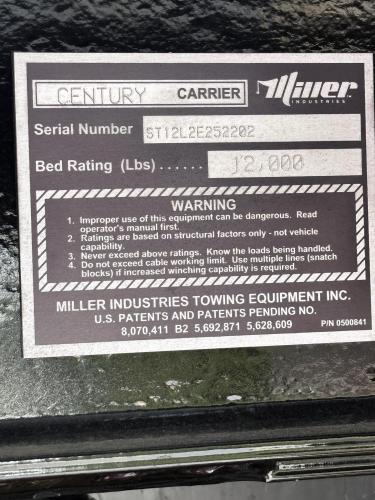 CENTURY CARRIER Miller INDUSTRIES
Serial Number ST12L2E252202
Bed Rating (Lbs) ...... 12,000
WARNING
1. Improper use of this equipment can be dangerous. Read
operator's manual first.
2. Ratings are based on structural factors only - not vehicle
capability.
3. Never exceed above ratings. Know the loads being handled.
4. Do not exceed cable working limit. Use multiple lines (snatch
blocks) if increased winching capability is required.
MILLER INDUSTRIES TOWING EQUIPMENT INC.
U.S. PATENTS AND PATENTS PENDING NO.
8,070,411 B2 5,692,871 5,628,609 P/N 0500841